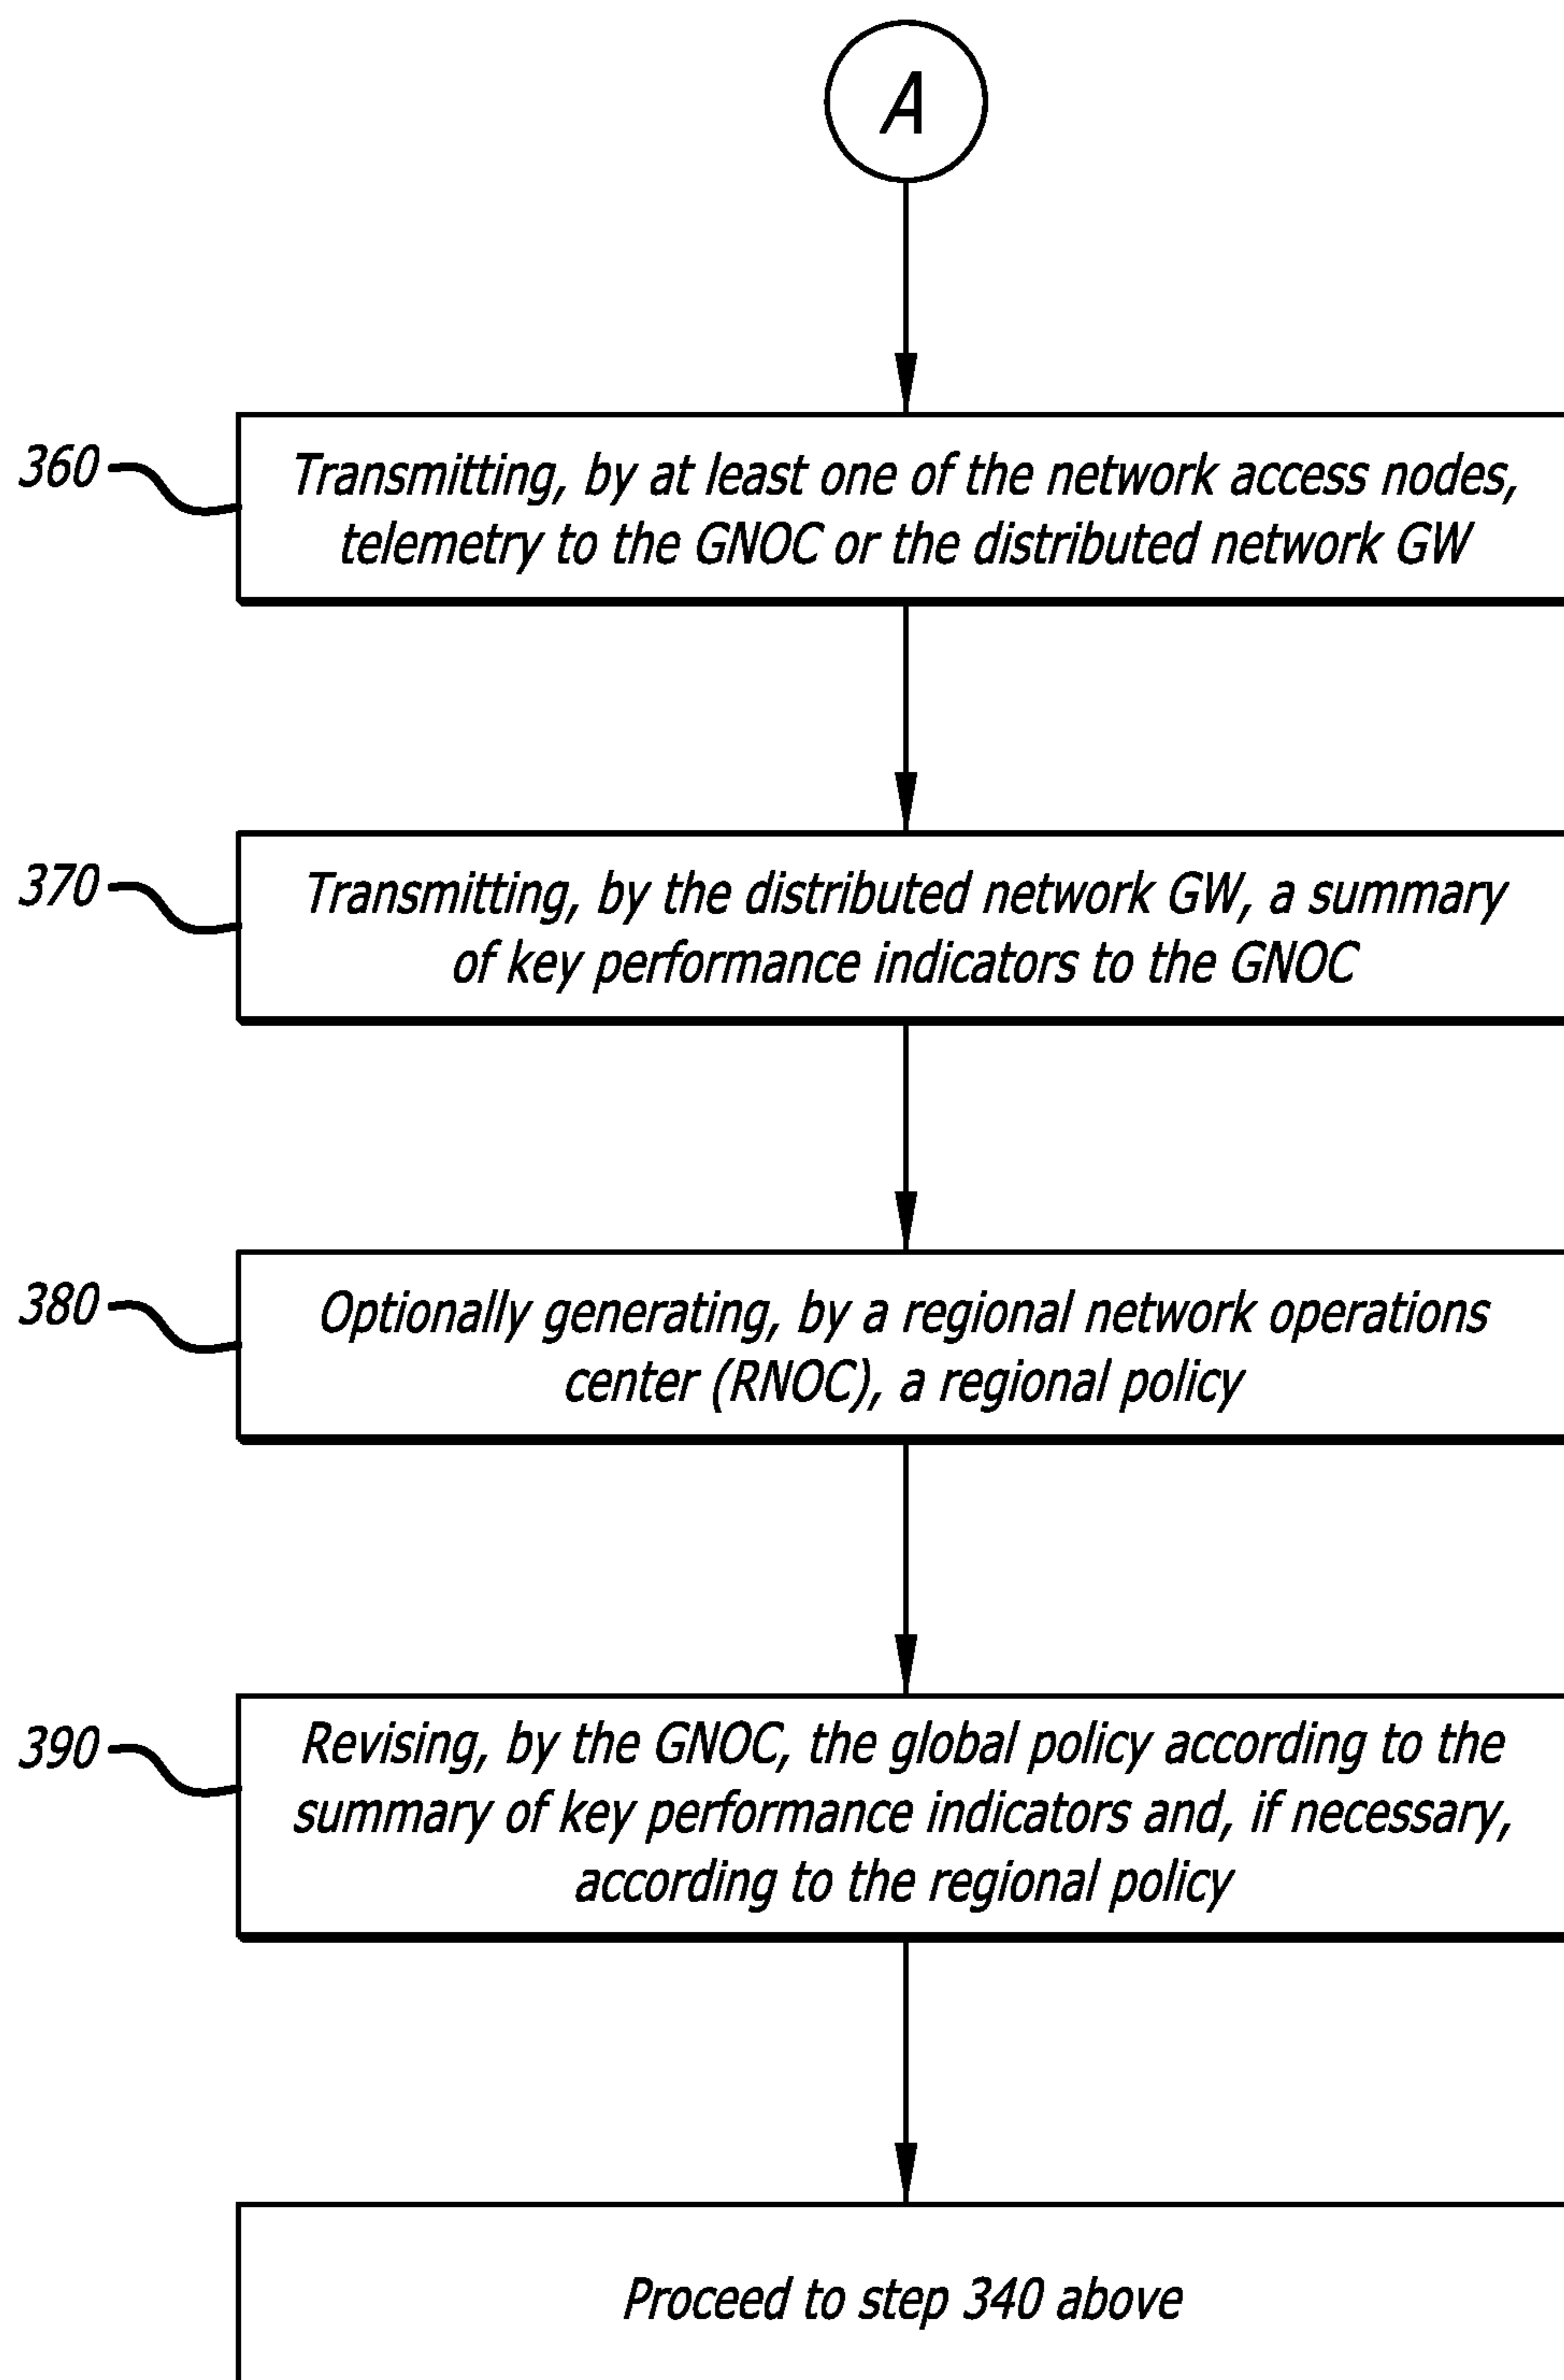 A
360
Transmitting, by at least one of the network access nodes,
telemetry to the GNOC or the distributed network GW
370
Transmitting, by the distributed network GW, a summary
of key performance indicators to the GNOC
380
Optionally generating, by a regional network operations
center (RNOC), a regional policy
390
Revising, by the GNOC, the global policy according to the
summary of key performance indicators and, if necessary,
according to the regional policy
Proceed to step 340 above